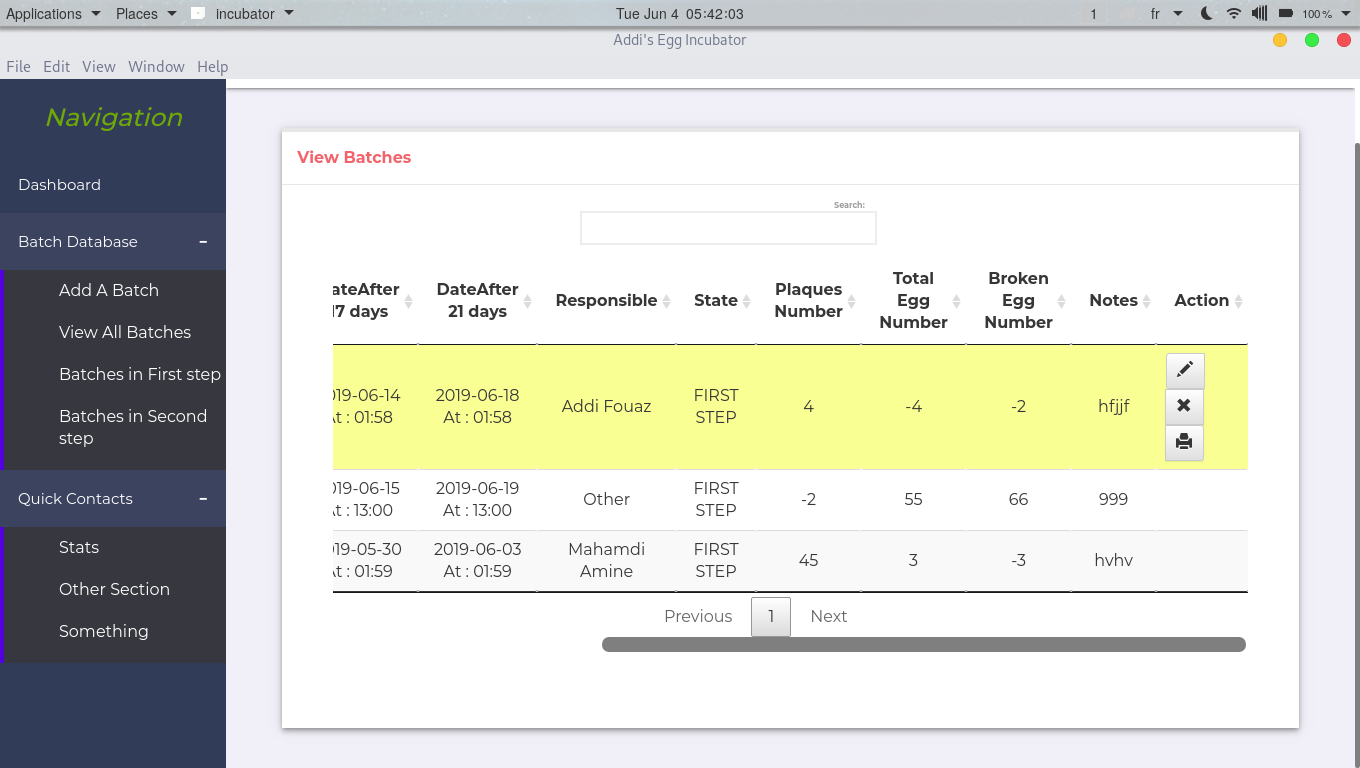 Applications Places incubator Tue Jun 4 05:42:03 1 fr 100 %
Addi's Egg Incubator
File Edit View Window Help
Navigation
Dashboard
Batch Database -
Add A Batch
View All Batches
Batches in First step
Batches in Second
step
Quick Contacts -
Stats
Other Section
Something
View Batches
Search:
ateAfter DateAfter Responsible State Plaques Total Broken Notes Action
17 days 21 days Number Egg Egg
Number Number
19-06-14 2019-06-18 Addi Fouaz FIRST 4 -4 -2 hfjjf
At : 01:58 At : 01:58 STEP
19-06-15 2019-06-19 Other FIRST -2 55 66 999
At : 13:00 At : 13:00 STEP
19-05-30 2019-06-03 Mahamdi FIRST 45 3 -3 hvhv
At : 01:59 At : 01:59 Amine STEP
Previous 1 Next